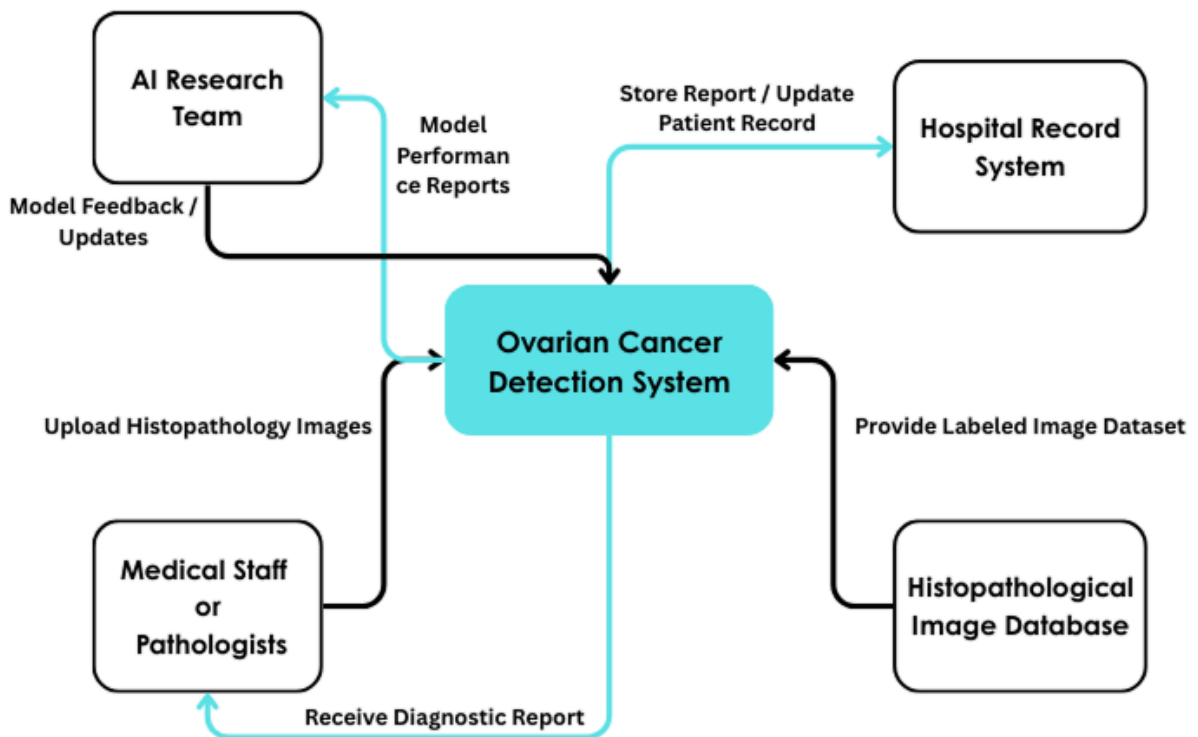 AI Research
Team
Model
Performan
ce Reports
Store Report / Update
Patient Record
Hospital Record
System
Model Feedback /
Updates
Ovarian Cancer
Detection System
Upload Histopathology Images
Provide Labeled Image Dataset
Medical Staff
or
Pathologists
Histopathological
Image Database
Receive Diagnostic Report